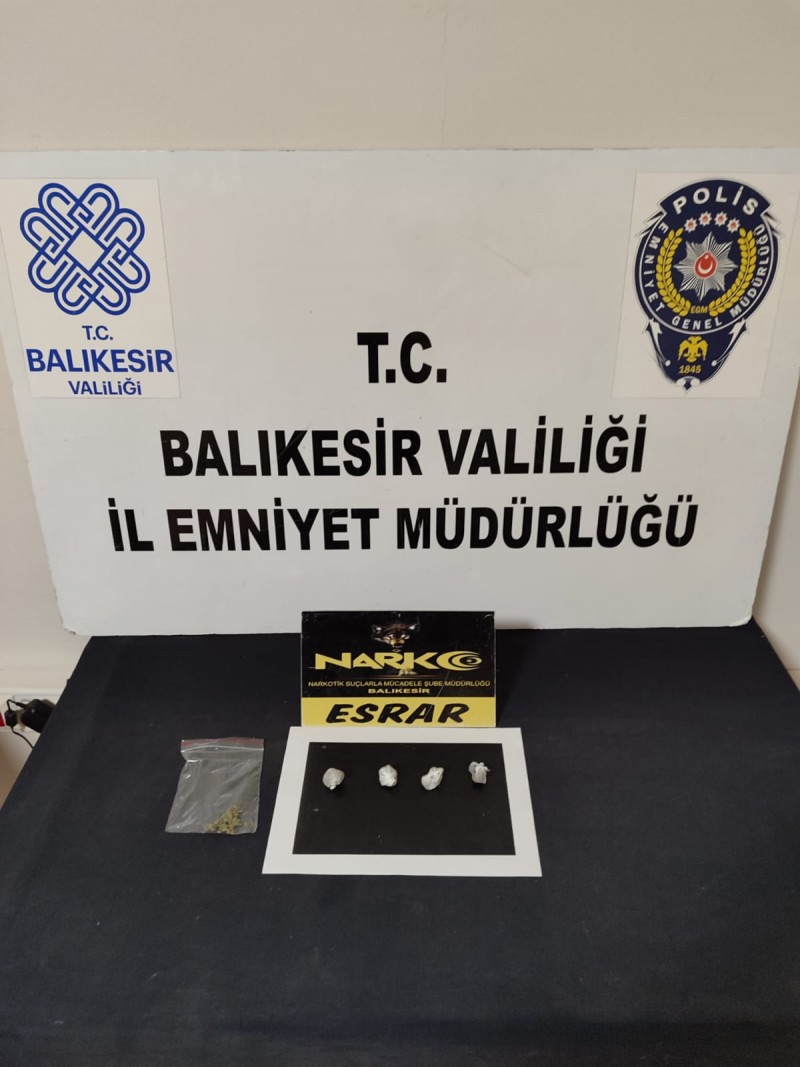 T.C.
BALIKESİR
VALİLİĞİ
POLİS
EMNİYET GENEL MÜDÜRLÜĞÜ
EGM
1845
T.C.
BALIKESİR VALİLİĞİ
İL EMNİYET MÜDÜRLÜĞÜ
NARKO
NARKOTİK SUÇLARLA MÜCADELE ŞUBE MÜDÜRLÜĞÜ
BALIKESİR
ESRAR